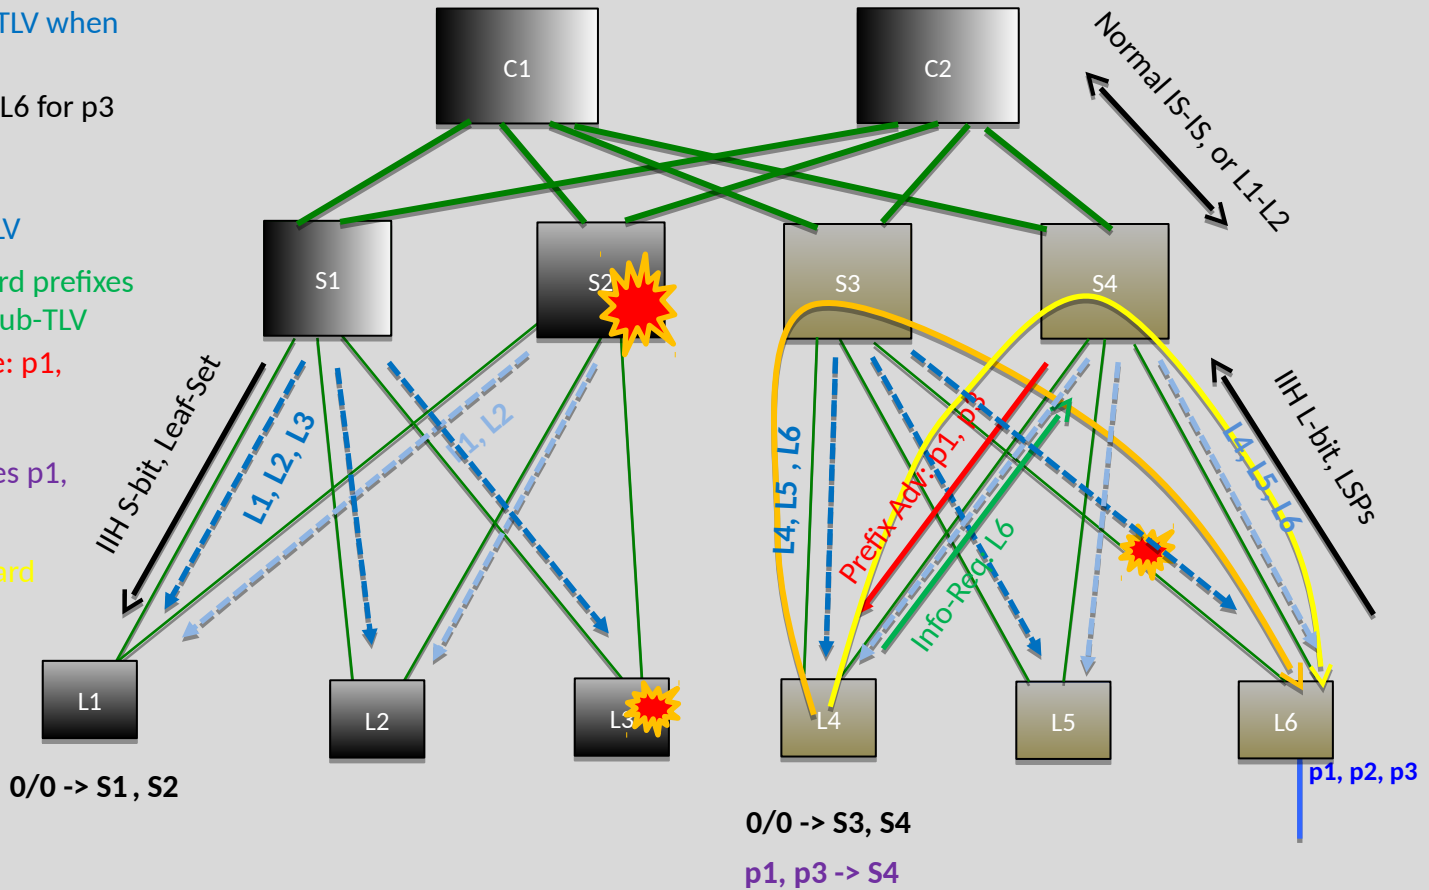 TLV when
L6 for p3
LV
rd prefixes
ub-TLV
e: p1,
es p1,
ard
C1
C2
Normal IS-IS, or L1-L2
S1
S2
S3
S4
IIH S-bit, Leaf-Set
L1, L2, L3
L1, L2
L4, L5 , L6
Prefix Adv: p1, p3
Info-Req: L6
L4, L5, L6
IIH L-bit, LSPs
L1
L2
L3
L4
L5
L6
p1, p2, p3
0/0 -> S1 , S2
0/0 -> S3, S4
p1, p3 -> S4